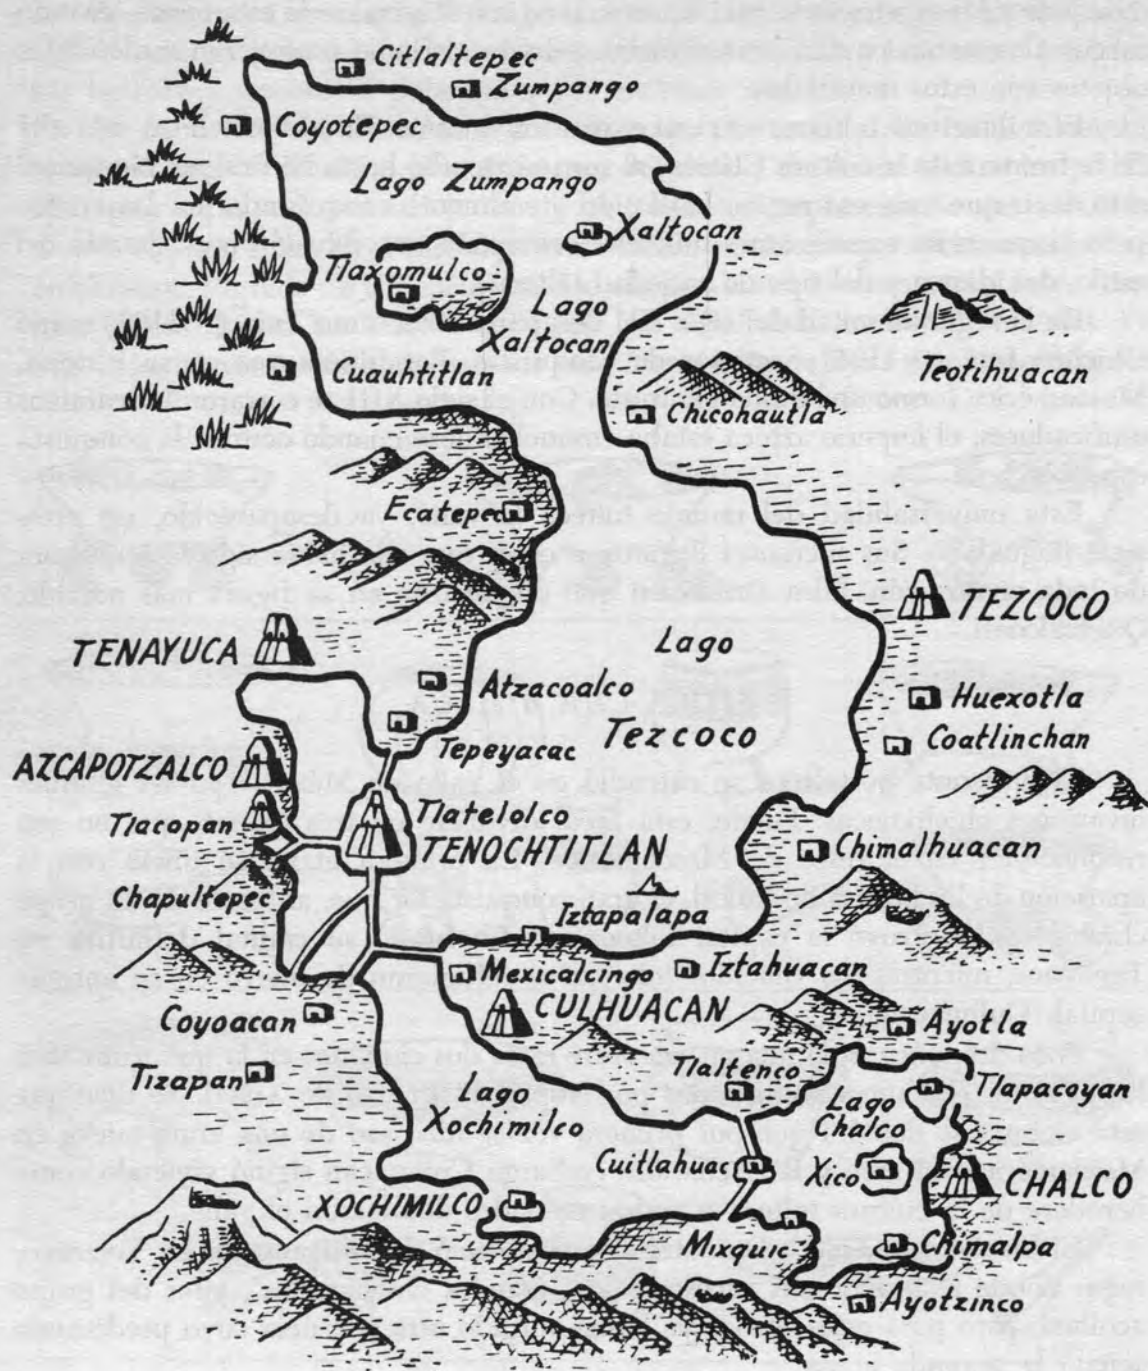 Citlaltepec
Zumpango
Coyotepec
Lago Zumpango
Xaltocan
Tlaxomulco
Lago
Xaltocan
Teotihuacan
Cuauhtitlan
Chicohautla
Ecatepec
TEZCOCO
TENAYUCA
Lago
Tezcoco
Atzacoalco
Huexotla
Tepeyacac
Coatlinchan
AZCAPOTZALCO
Tlacopan
Tlatelolco
TENOCHTITLAN
Chimalhuacan
Chapultepec
Iztapalapa
Mexicalcingo
Iztahuacan
CULHUACAN
Coyoacan
Ayotla
Tizapan
Tlaltenco
Tlapacoyan
Lago
Xochimilco
Lago
Chalco
Cuitlahuac
Xico
CHALCO
XOCHIMILCO
Mixquic
Chimalpa
Ayotzinco